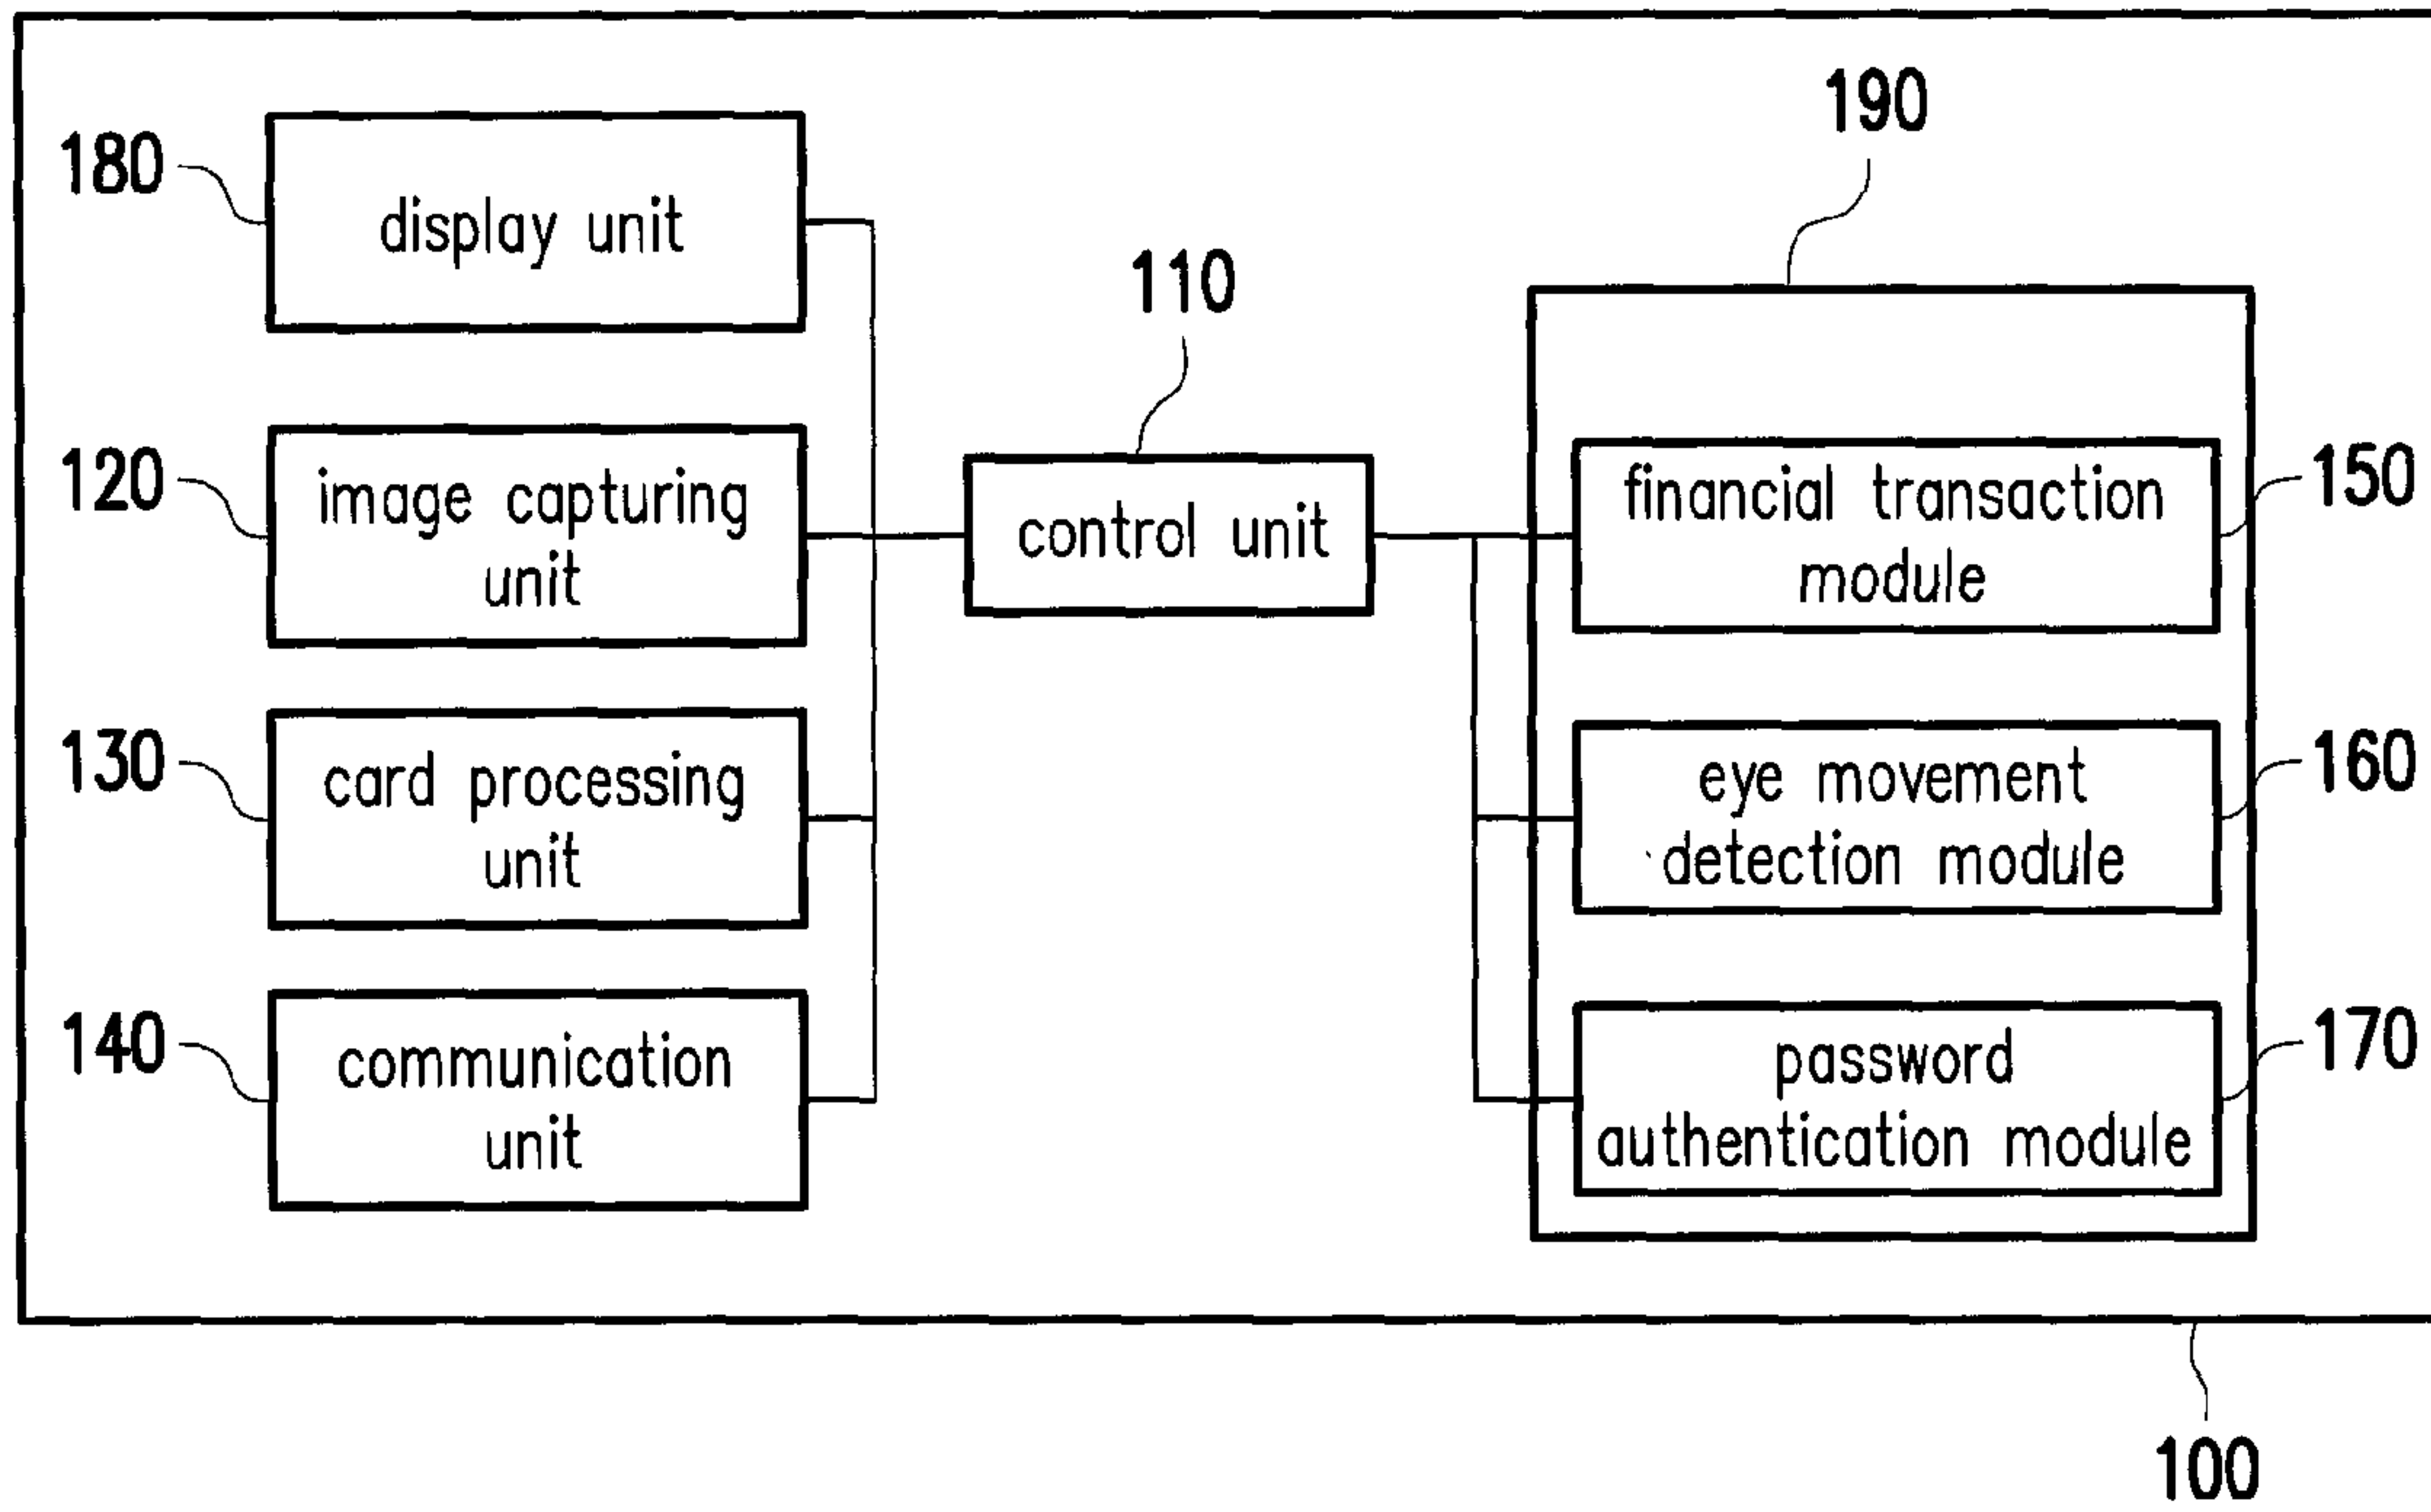 190
180
display unit
110
120
image capturing
unit
control unit
financial transaction
module
150
130
card processing
unit
eye movement
detection module
160
140
communication
unit
password
authentication module
170
100